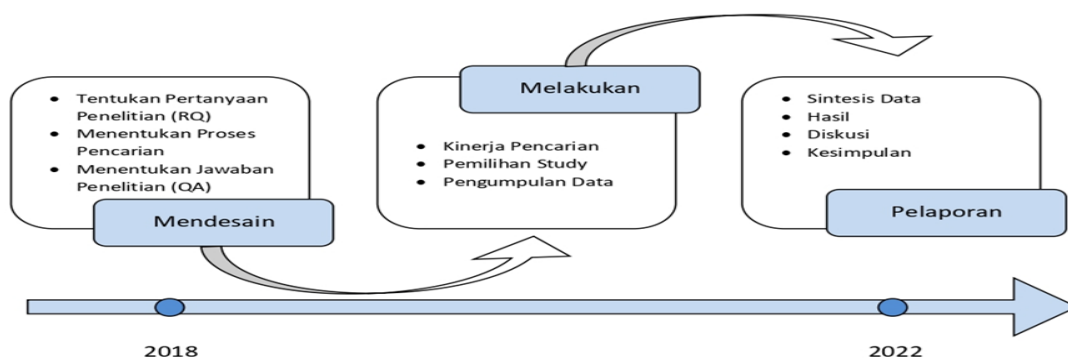 • Tentukan Pertanyaan
Penelitian (RQ)
• Menentukan Proses
Pencarian
• Menentukan Jawaban
Penelitian (QA)
Mendesain
Melakukan
• Kinerja Pencarian
• Pemilihan Study
• Pengumpulan Data
• Sintesis Data
• Hasil
• Diskusi
• Kesimpulan
Pelaporan
2018
2022